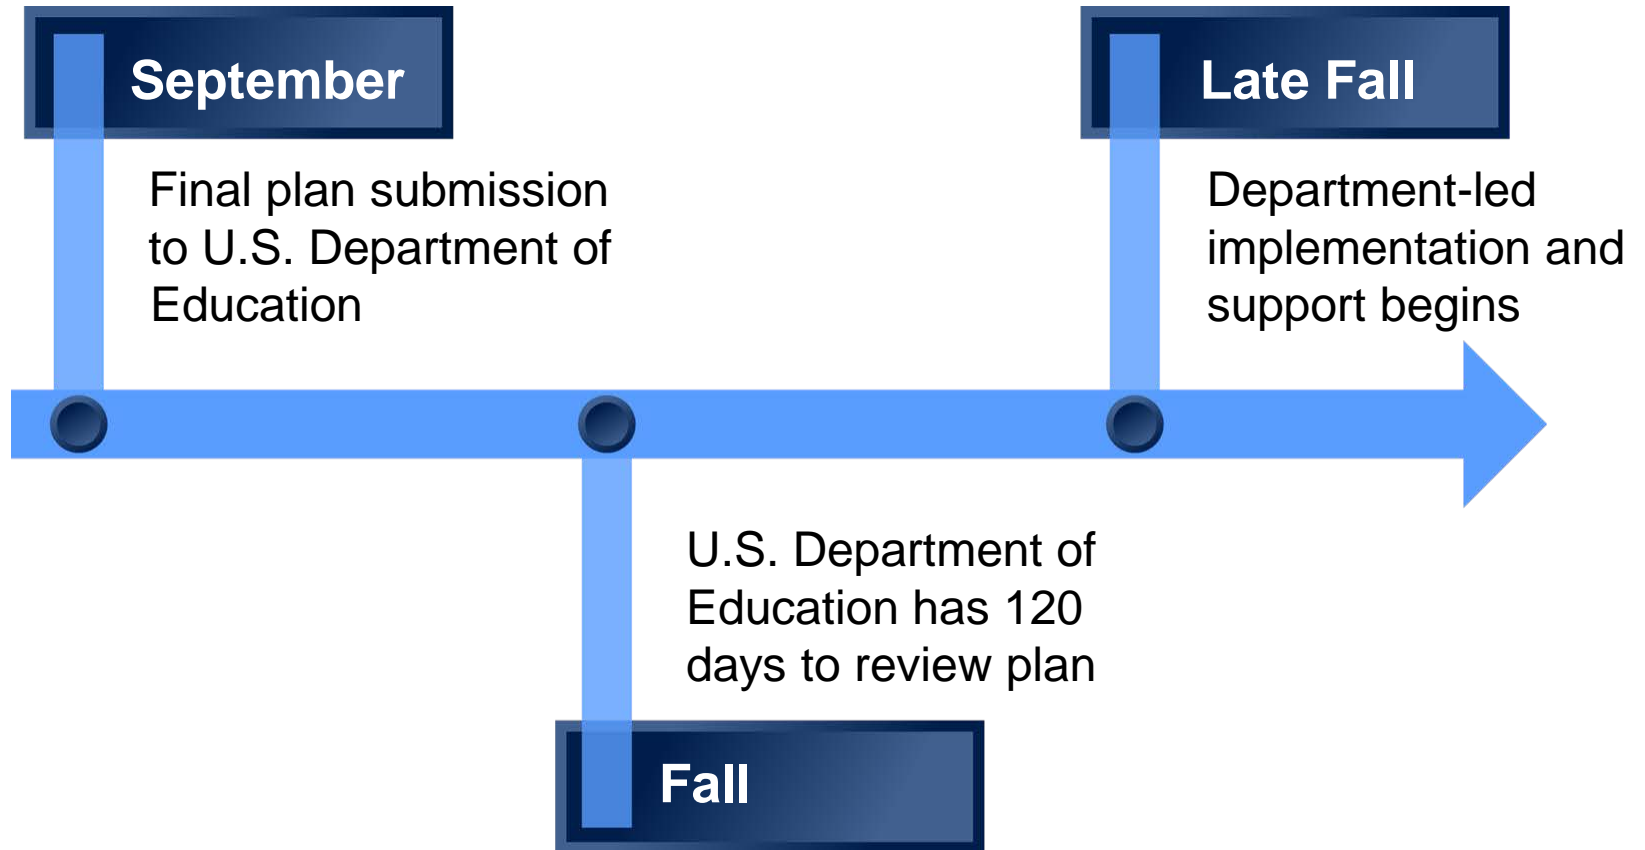 September
Final plan submission
to U.S. Department of
Education
Fall
U.S. Department of
Education has 120
days to review plan
Late Fall
Department-led
implementation and
support begins